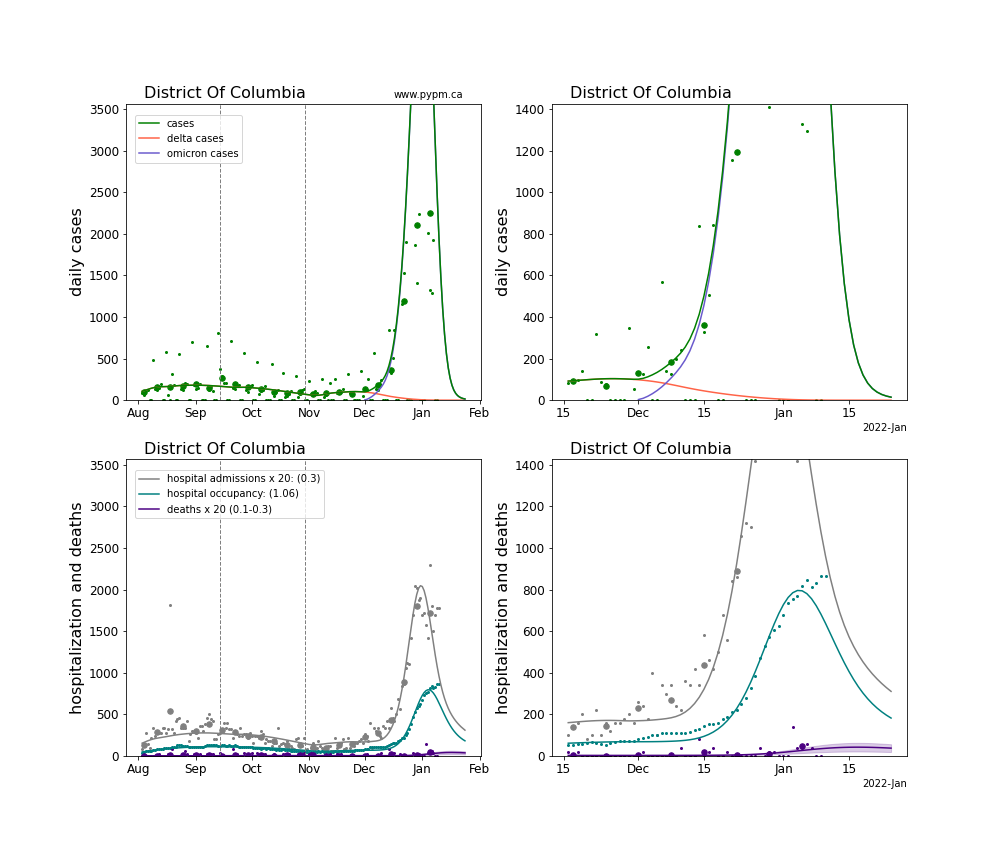 District Of Columbia
www.pypm.ca
daily cases
3500
3000
2500
2000
1500
1000
500
0
cases
delta cases
omicron cases
Aug Sep Oct Nov Dec Jan Feb
District Of Columbia
daily cases
1400
1200
1000
800
600
400
200
0
15 Dec 15 Jan 15
2022-Jan
District Of Columbia
hospitalization and deaths
3500
3000
2500
2000
1500
1000
500
0
hospital admissions x 20: (0.3)
hospital occupancy: (1.06)
deaths x 20 (0.1-0.3)
Aug Sep Oct Nov Dec Jan Feb
District Of Columbia
hospitalization and deaths
1400
1200
1000
800
600
400
200
0
15 Dec 15 Jan 15
2022-Jan